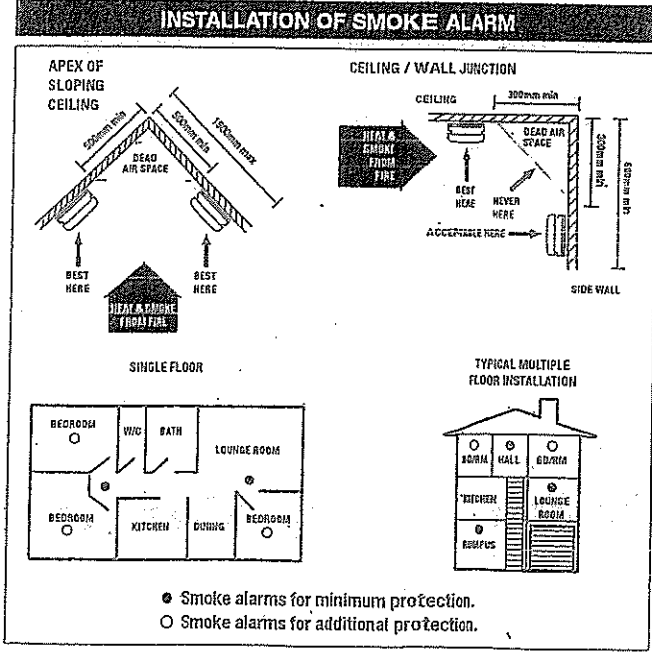 INSTALLATION OF SMOKE ALARM
APEX OF
SLOPING
CEILING
500mm min
500mm min
1500mm max
DEAD
AIR SPACE
BEST
HERE
BEST
HERE
HEAT & SMOKE
FROM FIRE
CEILING / WALL JUNCTION
CEILING
300mm min
HEAT &
SMOKE
FROM
FIRE
DEAD AIR
SPACE
300mm min
BEST
HERE
NEVER
HERE
ACCEPTABLE HERE
SIDE WALL
SINGLE FLOOR
BEDROOM
W/C
BATH
LOUNGE ROOM
BEDROOM
KITCHEN
DINING
BEDROOM
TYPICAL MULTIPLE
FLOOR INSTALLATION
BD/RM
HALL
BD/RM
KITCHEN
LOUNGE
ROOM
RUMPUS
Smoke alarms for minimum protection.
Smoke alarms for additional protection.